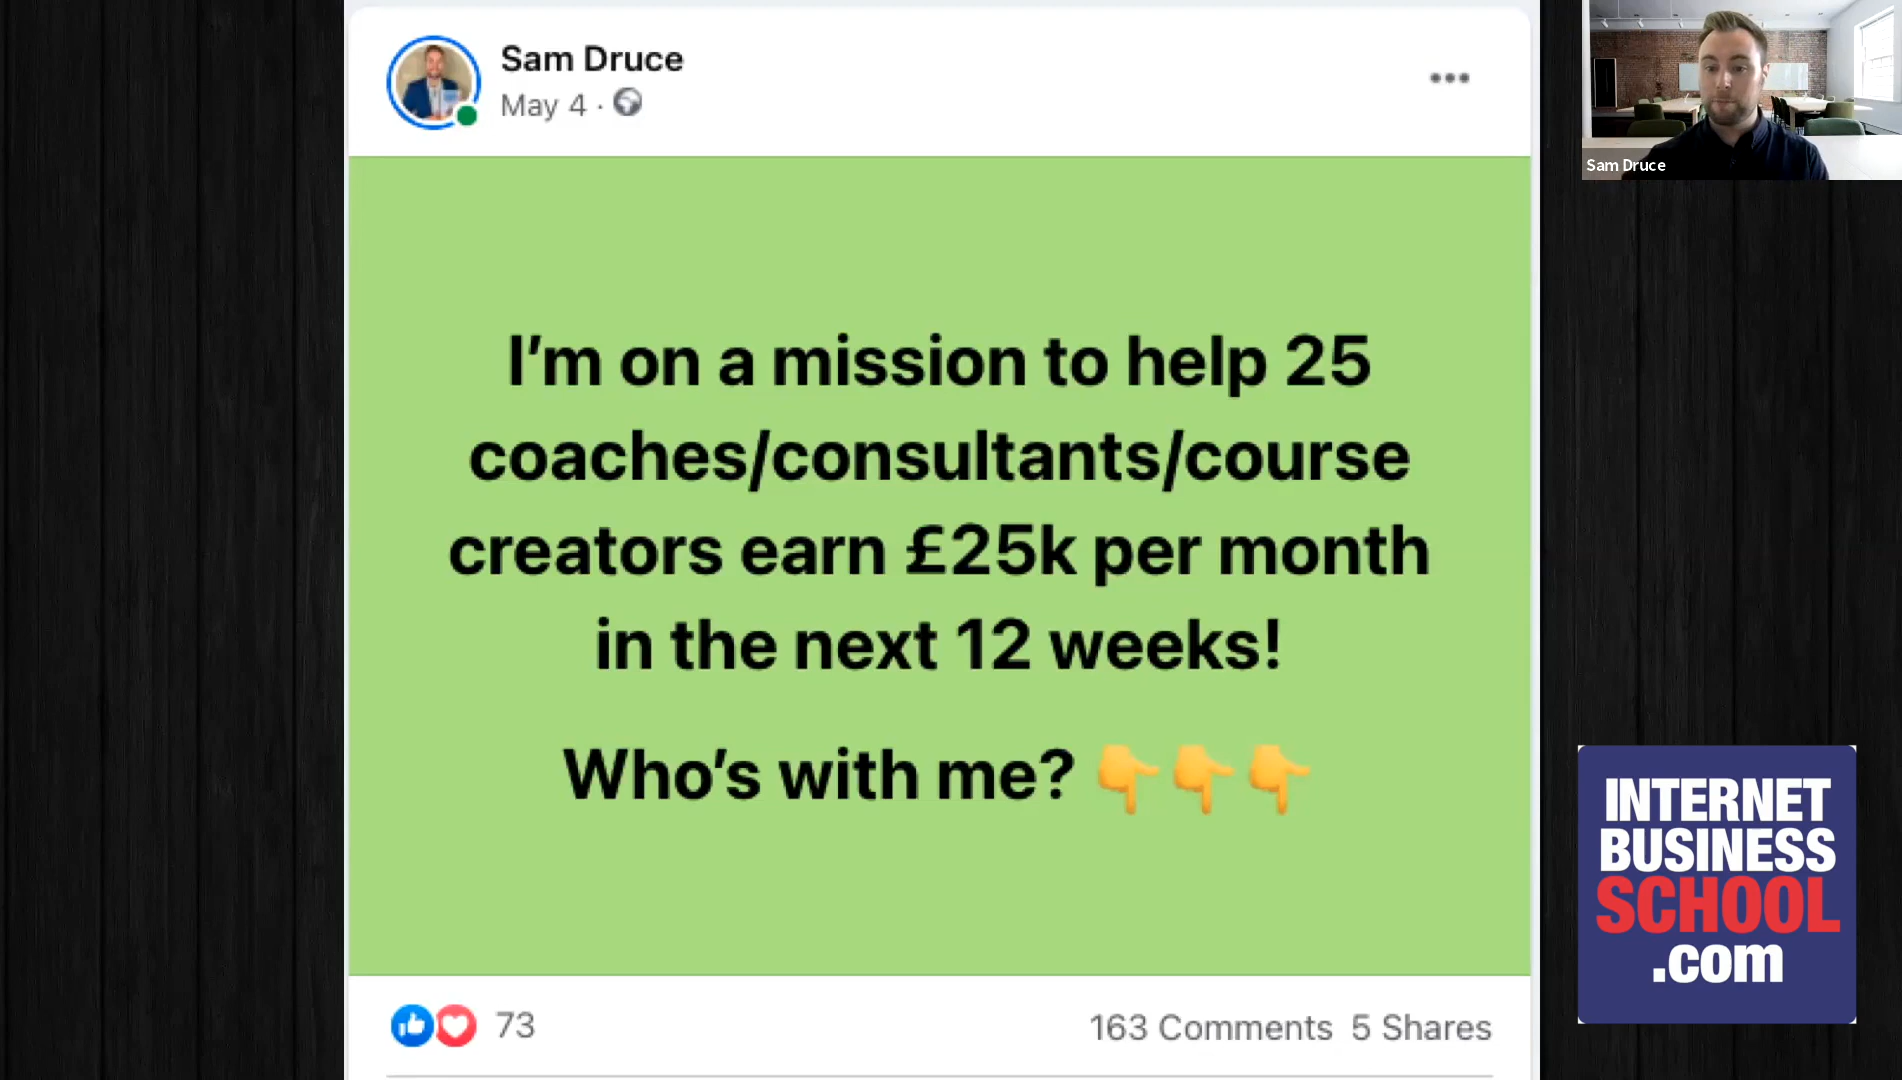 Sam Druce
May 4 ·
I’m on a mission to help 25
coaches/consultants/course
creators earn £25k per month
in the next 12 weeks!
Who’s with me? 👇👇👇
73
163 Comments 5 Shares
Sam Druce
INTERNET
BUSINESS
SCHOOL
.com